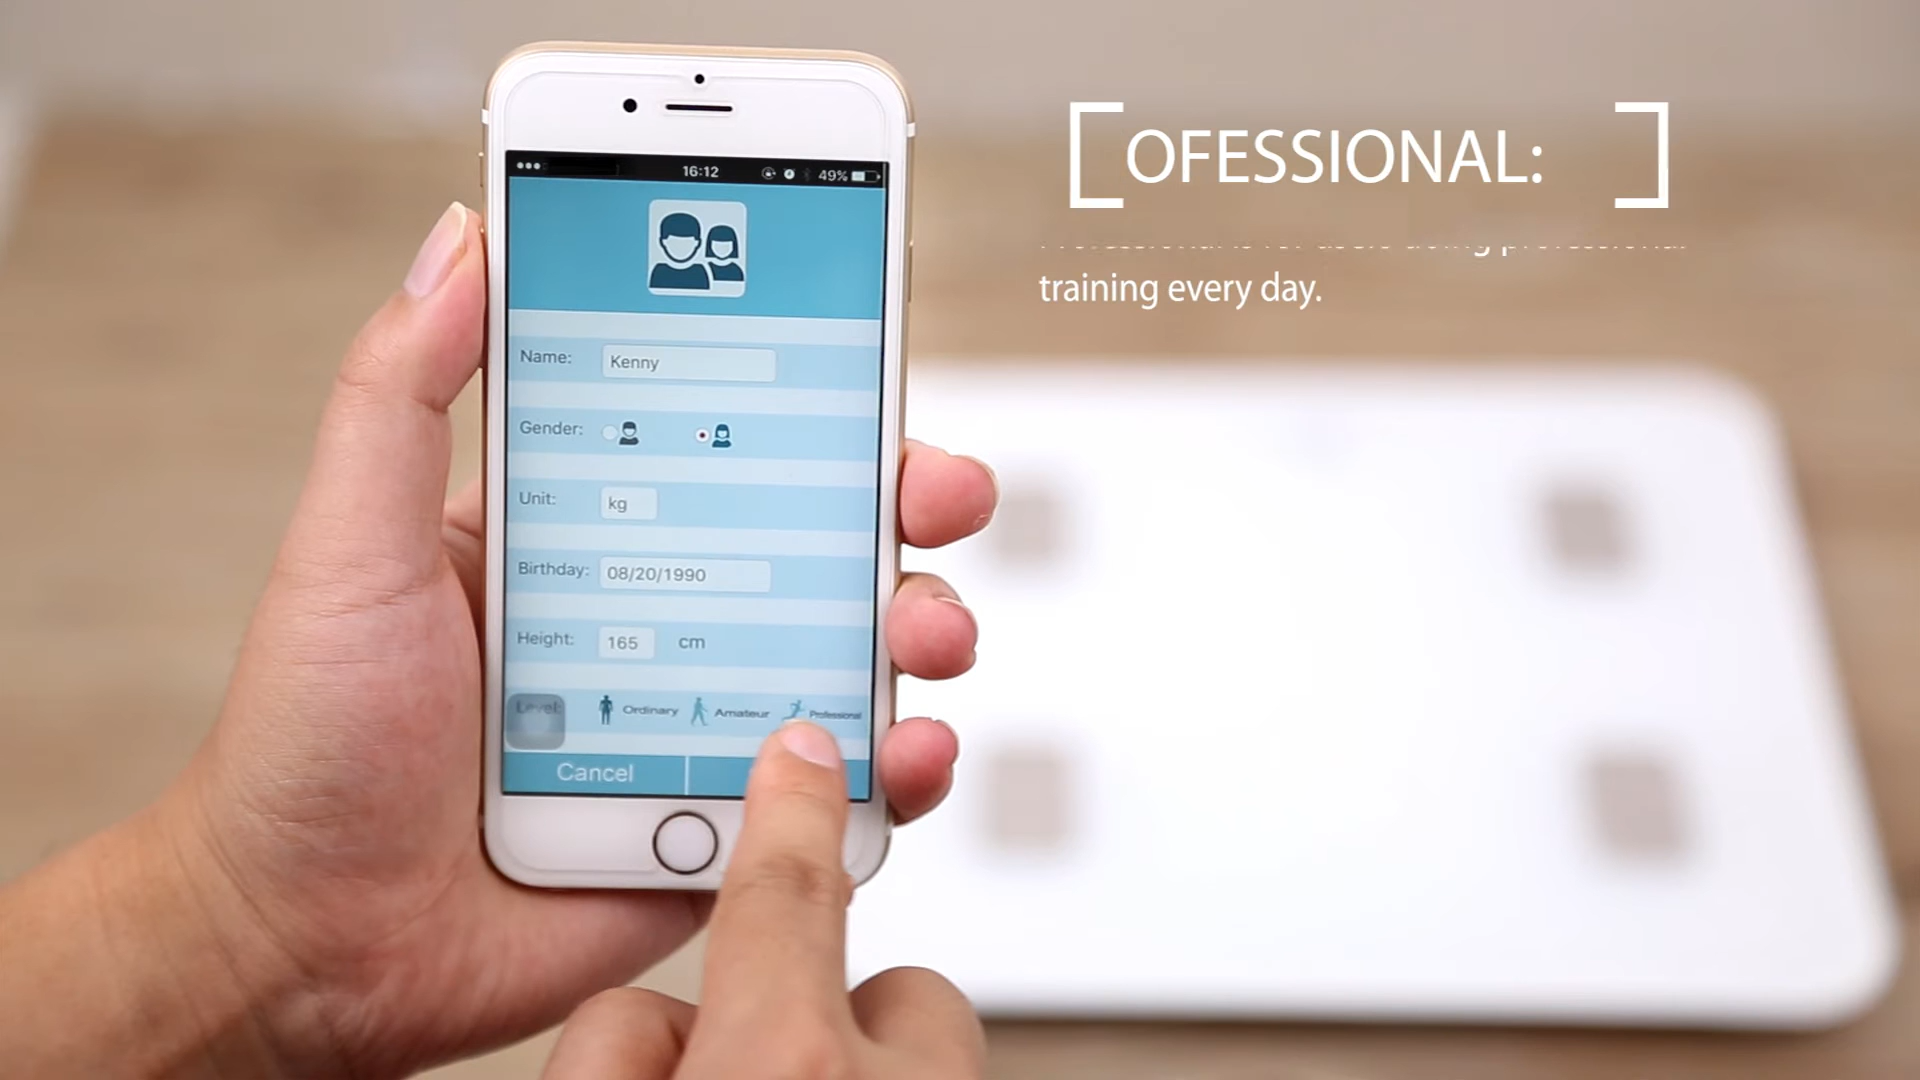 16:12
49%
Name: Kenny
Gender:
Unit: kg
Birthday: 08/20/1990
Height: 165 cm
Level: Ordinary Amateur Professional
Cancel
OFESSIONAL:
training every day.